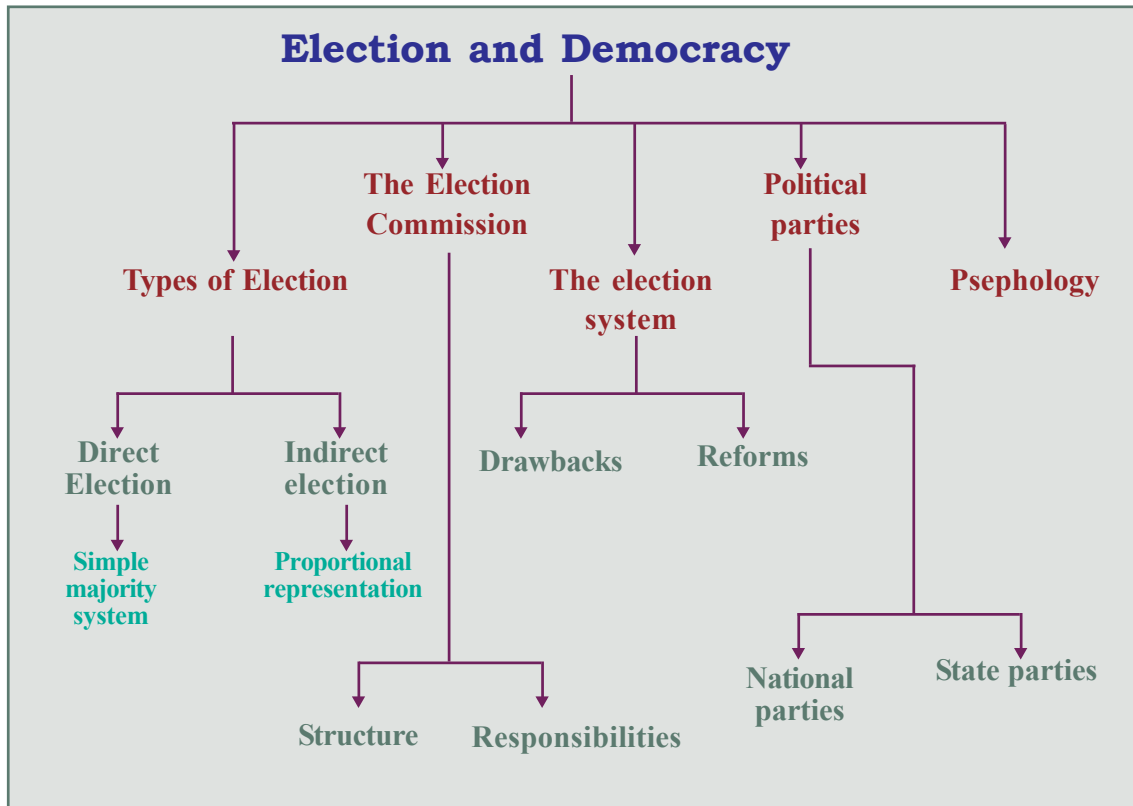 Election and Democracy
The Election
Commission
Political
parties
Types of Election
The election
system
Psephology
Direct
Election
Indirect
election
Drawbacks
Reforms
Simple
majority
system
Proportional
representation
National
parties
State parties
Structure
Responsibilities